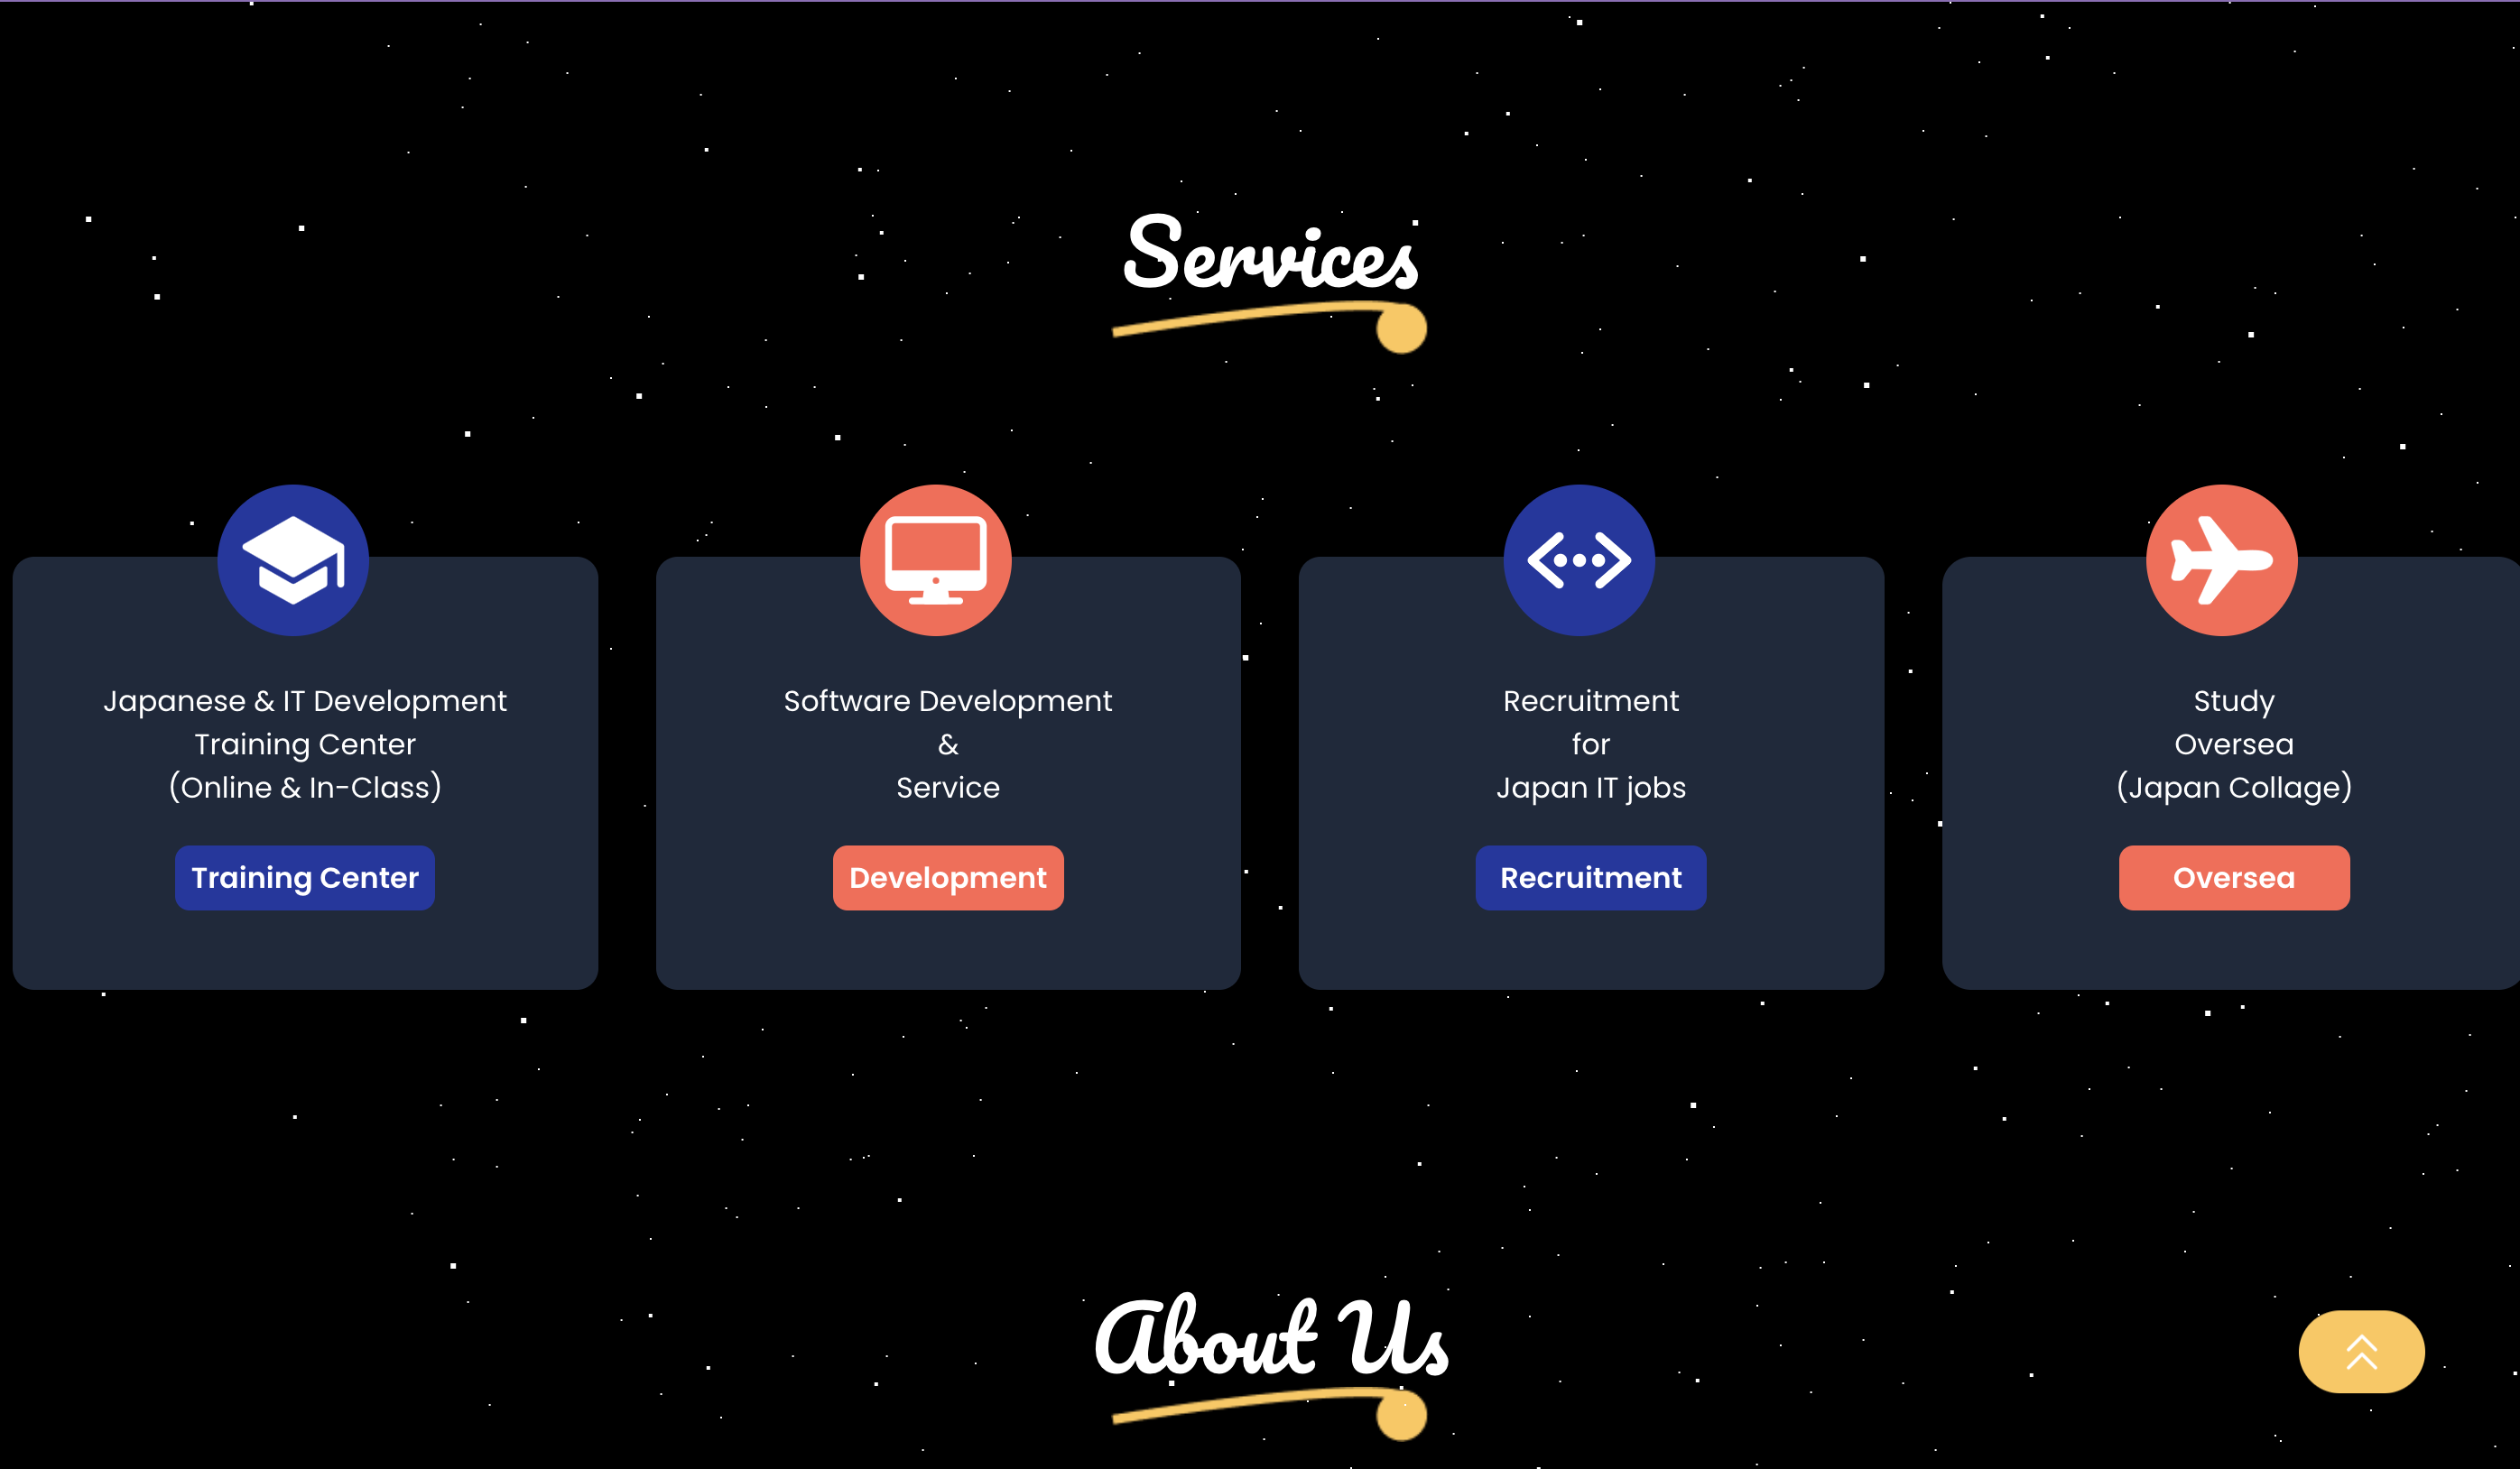 Services
Japanese & IT Development
Training Center
(Online & In-Class)
Training Center
Software Development
&
Service
Development
Recruitment
for
Japan IT jobs
Recruitment
Study
Oversea
(Japan Collage)
Oversea
About Us